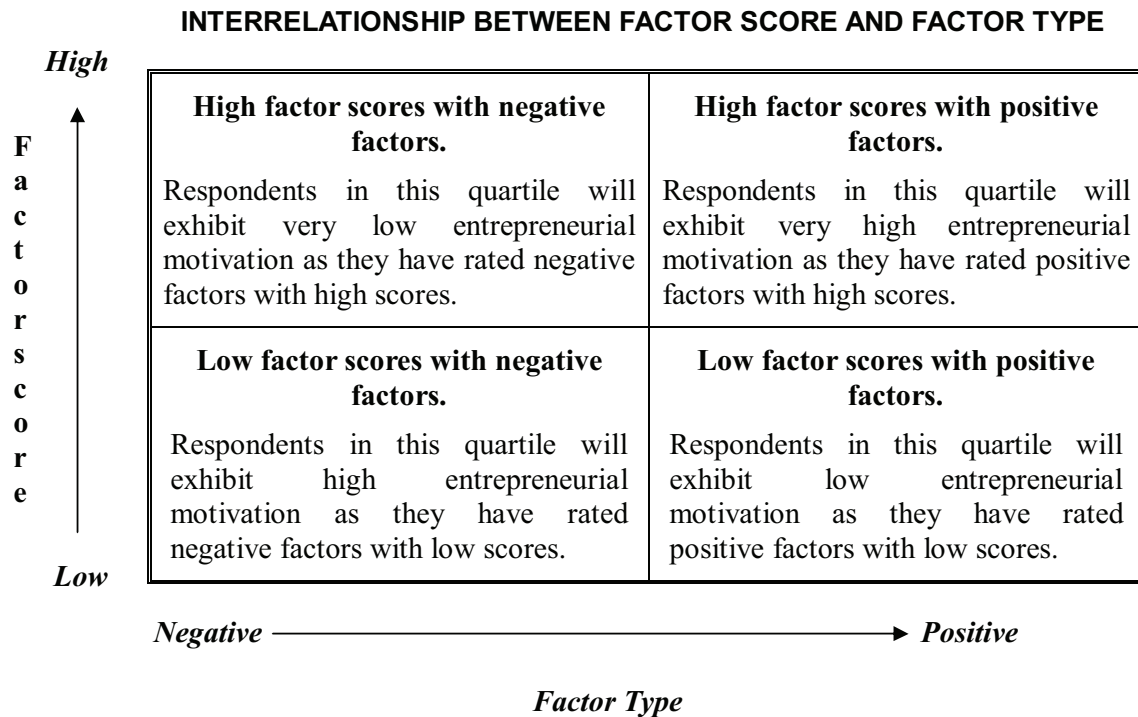 INTERRELATIONSHIP BETWEEN FACTOR SCORE AND FACTOR TYPE
High
F
a
c
t
o
r
s
c
o
r
e
Low
High factor scores with negative
factors.
Respondents in this quartile will
exhibit very low entrepreneurial
motivation as they have rated negative
factors with high scores.
High factor scores with positive
factors.
Respondents in this quartile will
exhibit very high entrepreneurial
motivation as they have rated positive
factors with high scores.
Low factor scores with negative
factors.
Respondents in this quartile will
exhibit high entrepreneurial
motivation as they have rated
negative factors with low scores.
Low factor scores with positive
factors.
Respondents in this quartile will
exhibit low entrepreneurial
motivation as they have rated
positive factors with low scores.
Negative
Positive
Factor Type